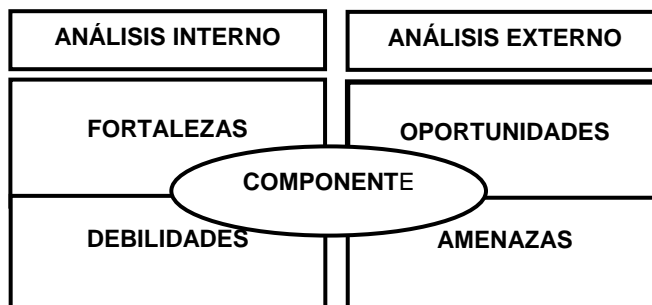 ANÁLISIS INTERNO
ANÁLISIS EXTERNO
FORTALEZAS
OPORTUNIDADES
COMPONENTE
DEBILIDADES
AMENAZAS